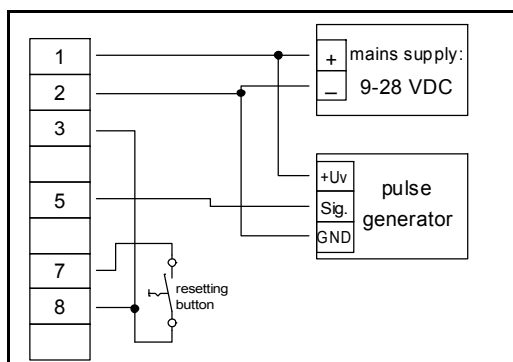 1
2
3
5
7
8
+
−
mains supply:
9-28 VDC
+Uv
Sig.
GND
pulse
generator
resetting
button